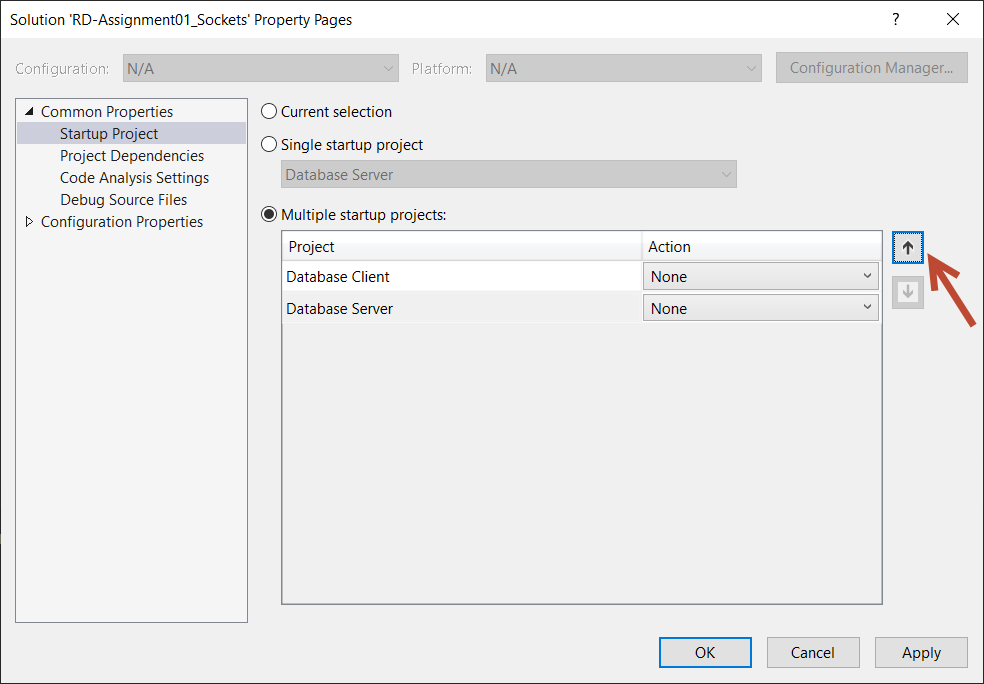 Solution 'RD-Assignment01_Sockets' Property Pages ?
Configuration: N/A Platform: N/A Configuration Manager...
Common Properties
Startup Project
Project Dependencies
Code Analysis Settings
Debug Source Files
Configuration Properties
Current selection
Single startup project
Database Server
Multiple startup projects:
Project Action
Database Client None
Database Server None
OK Cancel Apply